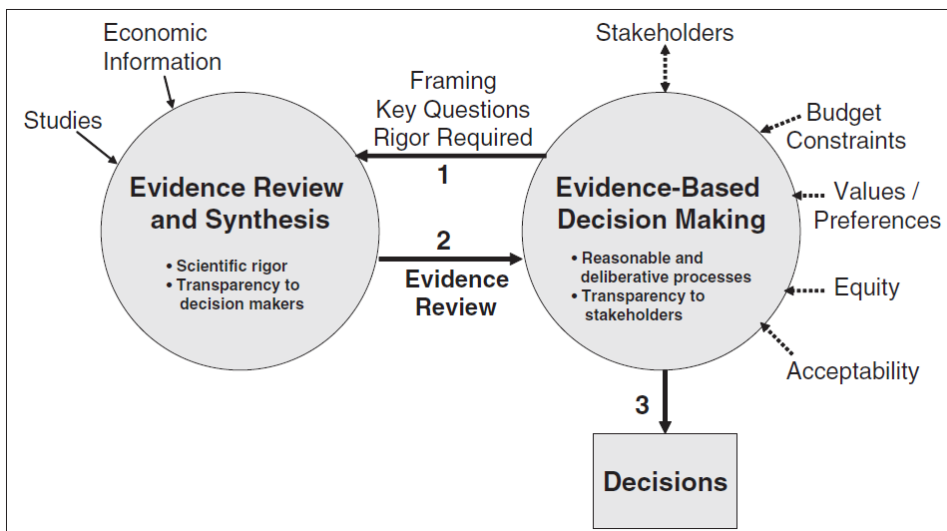 Economic
Information
Studies
Evidence Review
and Synthesis
• Scientific rigor
• Transparency to
decision makers
Framing
Key Questions
Rigor Required
1
2
Evidence
Review
Stakeholders
Budget
Constraints
Values /
Preferences
Equity
Acceptability
Evidence-Based
Decision Making
• Reasonable and
deliberative processes
• Transparency to
stakeholders
3
Decisions